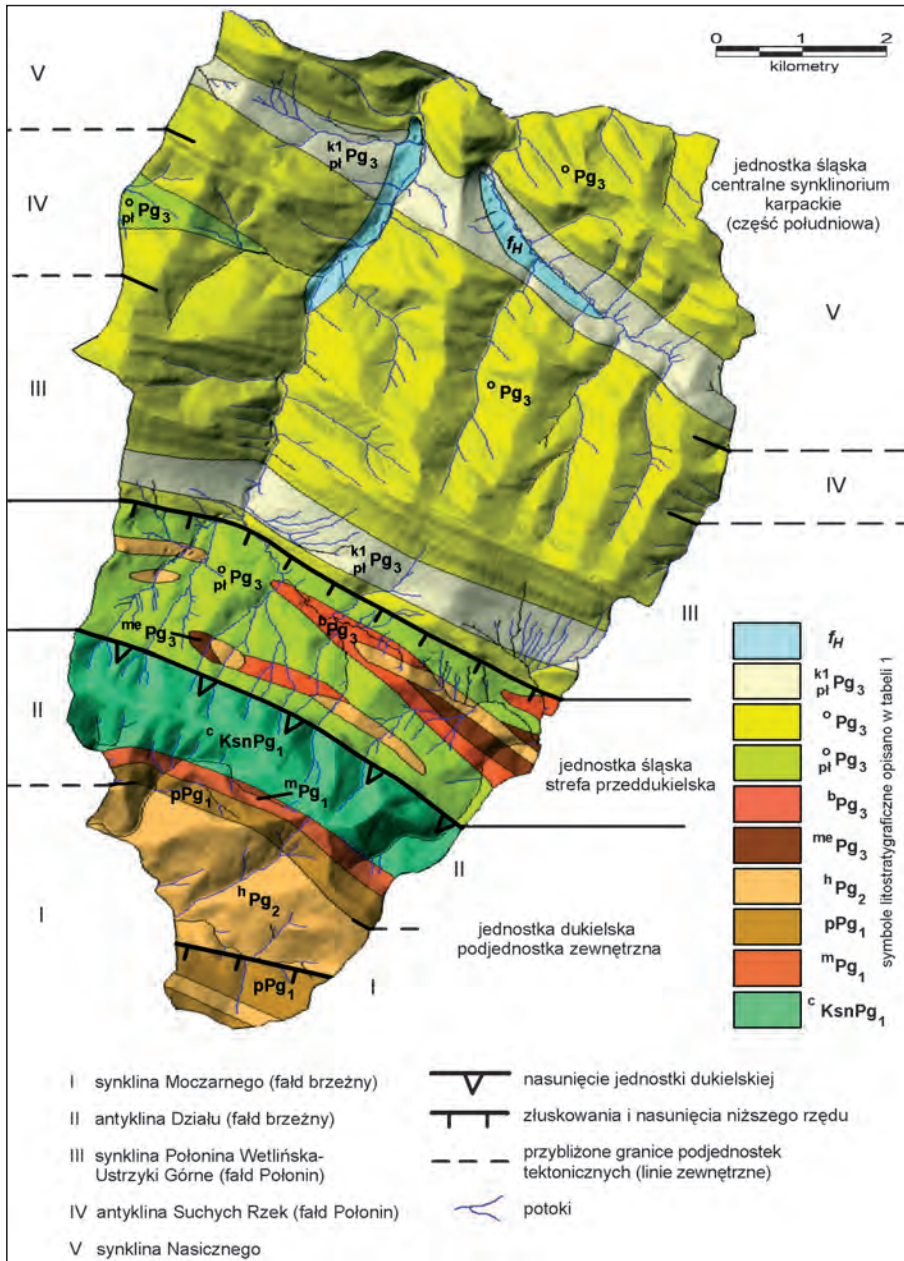 0 1 2
kilometry
V
k1 pł Pg3
o Pg3
jednostka śląska
centralne synklinorium
karpackie
(część południowa)
IV
o pł Pg3
fH
V
III
o Pg3
IV
k1 pł Pg3
o pł Pg3
III
b Pg3
me Pg3
II
c KsnPg1
jednostka śląska
strefa przeddukielska
m Pg1
pPg1
II
I
h Pg2
jednostka dukielska
podjednostka zewnętrzna
pPg1
I
fH
k1 pł Pg3
o Pg3
o pł Pg3
b Pg3
me Pg3
h Pg2
pPg1
m Pg1
c KsnPg1
symbole litostratygraficzne opisano w tabeli 1
I synklina Moczarnego (fałd brzeżny)
II antyklina Działu (fałd brzeżny)
III synklina Połonina Wetlińska-
Ustrzyki Górne (fałd Połonin)
IV antyklina Suchych Rzek (fałd Połonin)
V synklina Nasicznego
nasunięcie jednostki dukielskiej
złuskowania i nasunięcia niższego rzędu
przybliżone granice podjednostek
tektonicznych (linie zewnętrzne)
potoki